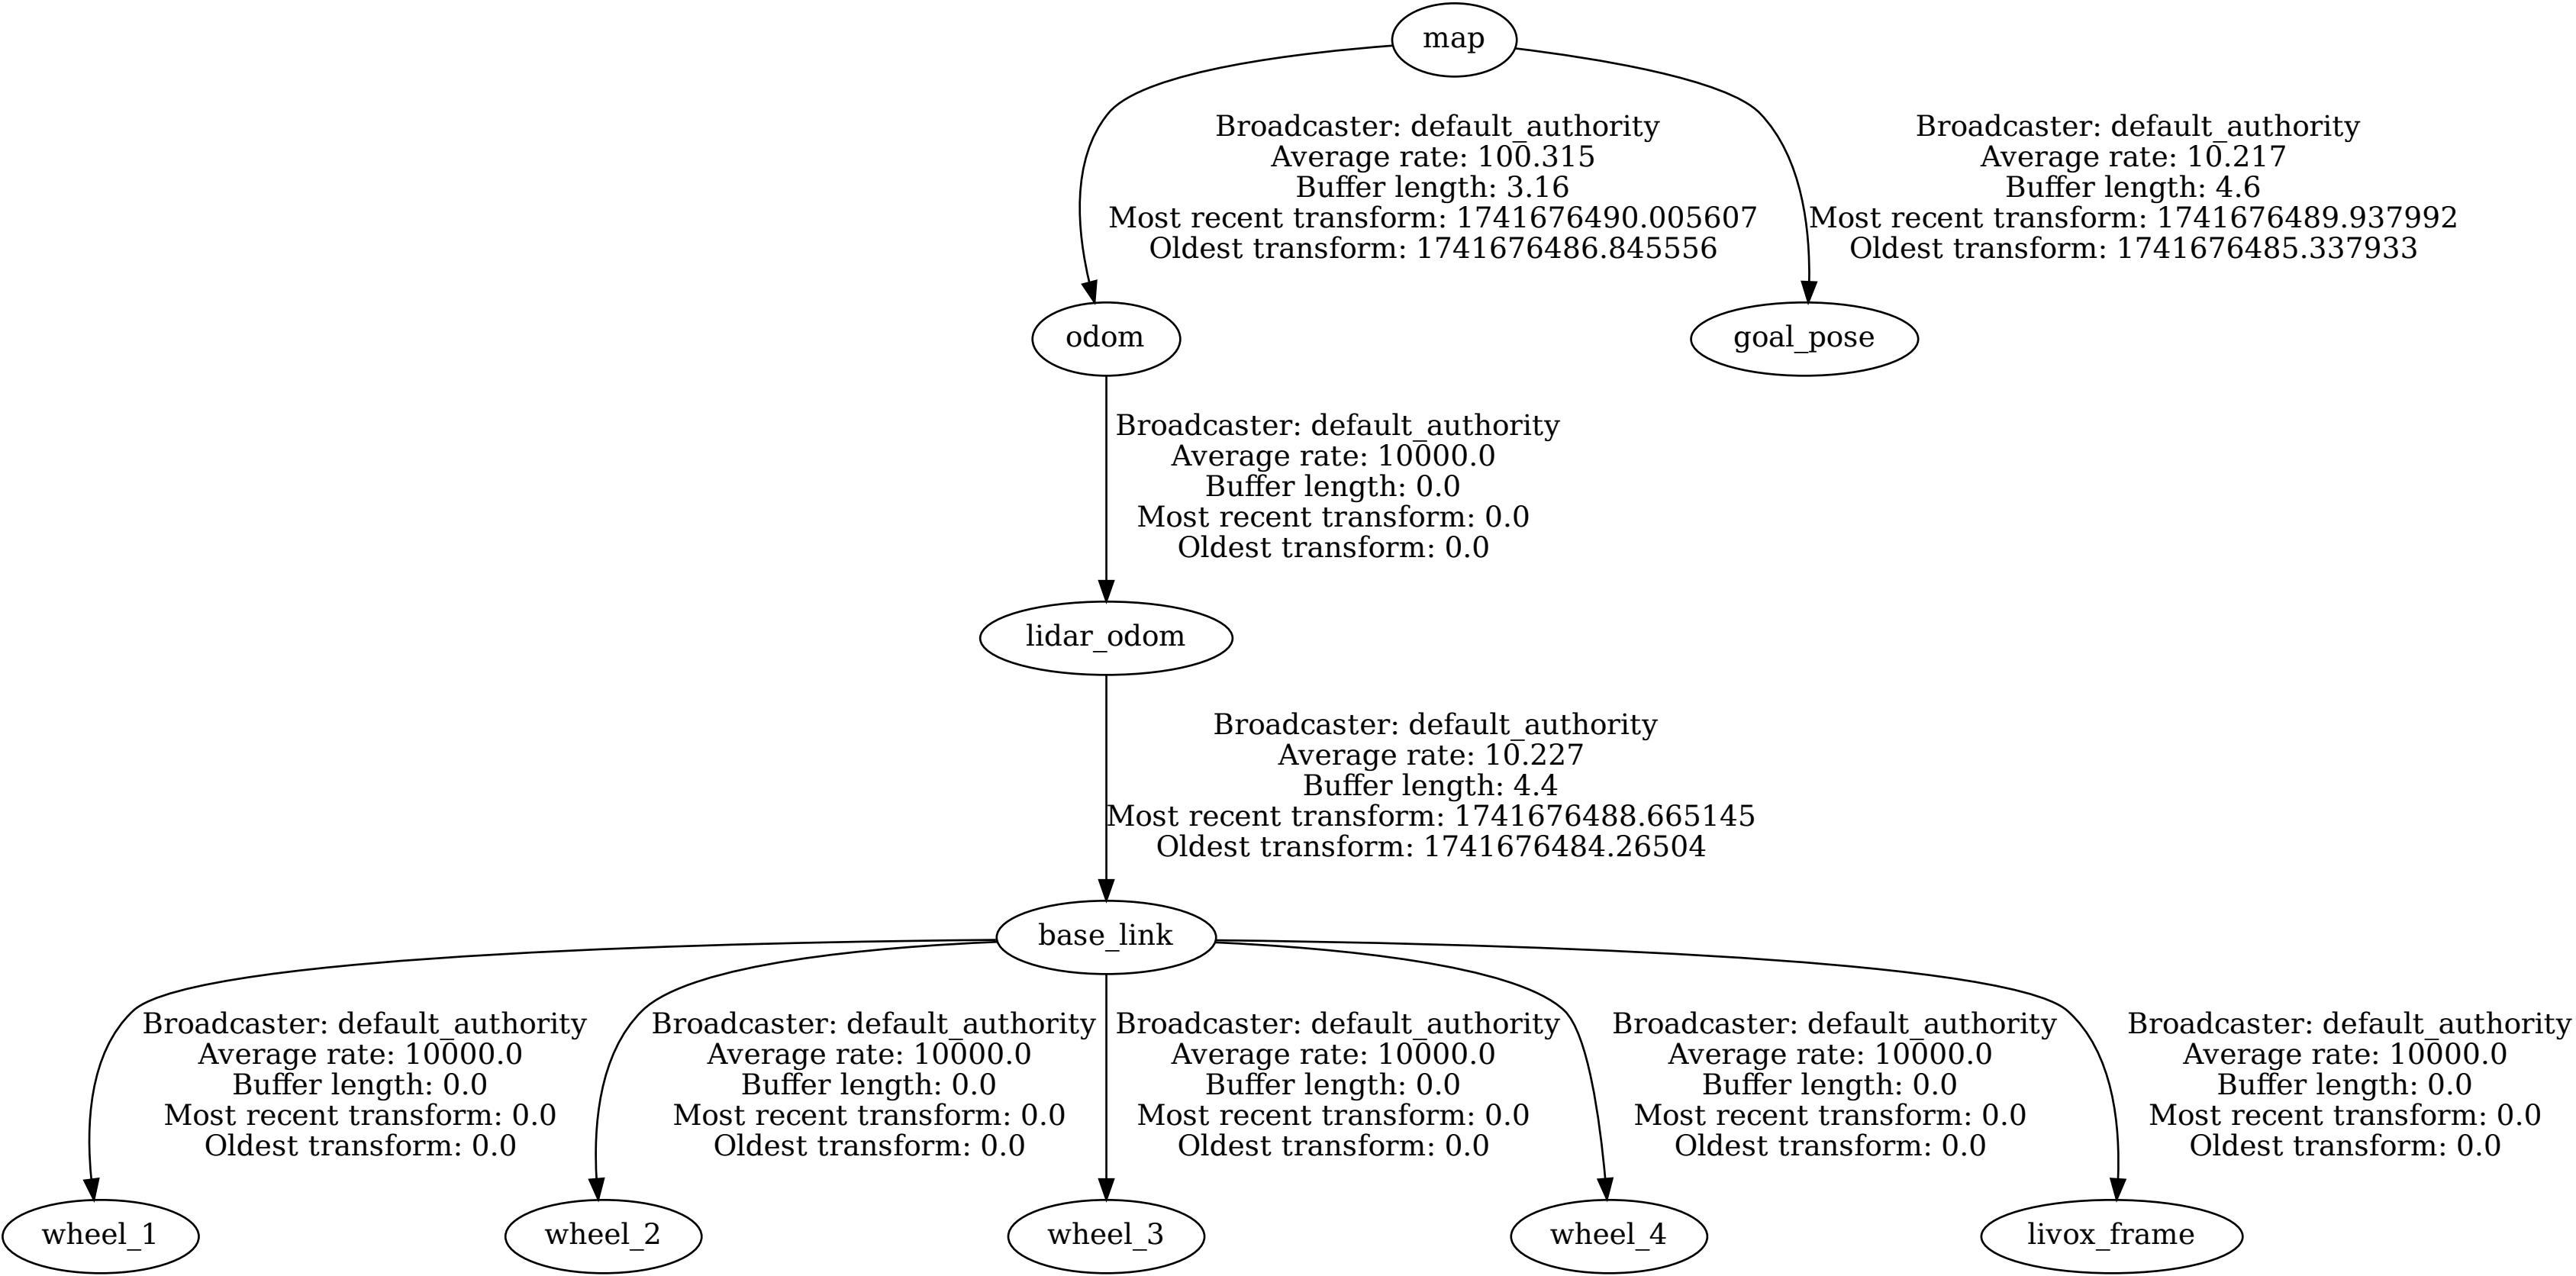 map
Broadcaster: default_authority
Average rate: 100.315
Buffer length: 3.16
Most recent transform: 1741676490.005607
Oldest transform: 1741676486.845556
Broadcaster: default_authority
Average rate: 10.217
Buffer length: 4.6
Most recent transform: 1741676489.937992
Oldest transform: 1741676485.337933
odom
goal_pose
Broadcaster: default_authority
Average rate: 10000.0
Buffer length: 0.0
Most recent transform: 0.0
Oldest transform: 0.0
lidar_odom
Broadcaster: default_authority
Average rate: 10.227
Buffer length: 4.4
Most recent transform: 1741676488.665145
Oldest transform: 1741676484.26504
base_link
Broadcaster: default_authority
Average rate: 10000.0
Buffer length: 0.0
Most recent transform: 0.0
Oldest transform: 0.0
Broadcaster: default_authority
Average rate: 10000.0
Buffer length: 0.0
Most recent transform: 0.0
Oldest transform: 0.0
Broadcaster: default_authority
Average rate: 10000.0
Buffer length: 0.0
Most recent transform: 0.0
Oldest transform: 0.0
Broadcaster: default_authority
Average rate: 10000.0
Buffer length: 0.0
Most recent transform: 0.0
Oldest transform: 0.0
Broadcaster: default_authority
Average rate: 10000.0
Buffer length: 0.0
Most recent transform: 0.0
Oldest transform: 0.0
wheel_1
wheel_2
wheel_3
wheel_4
livox_frame